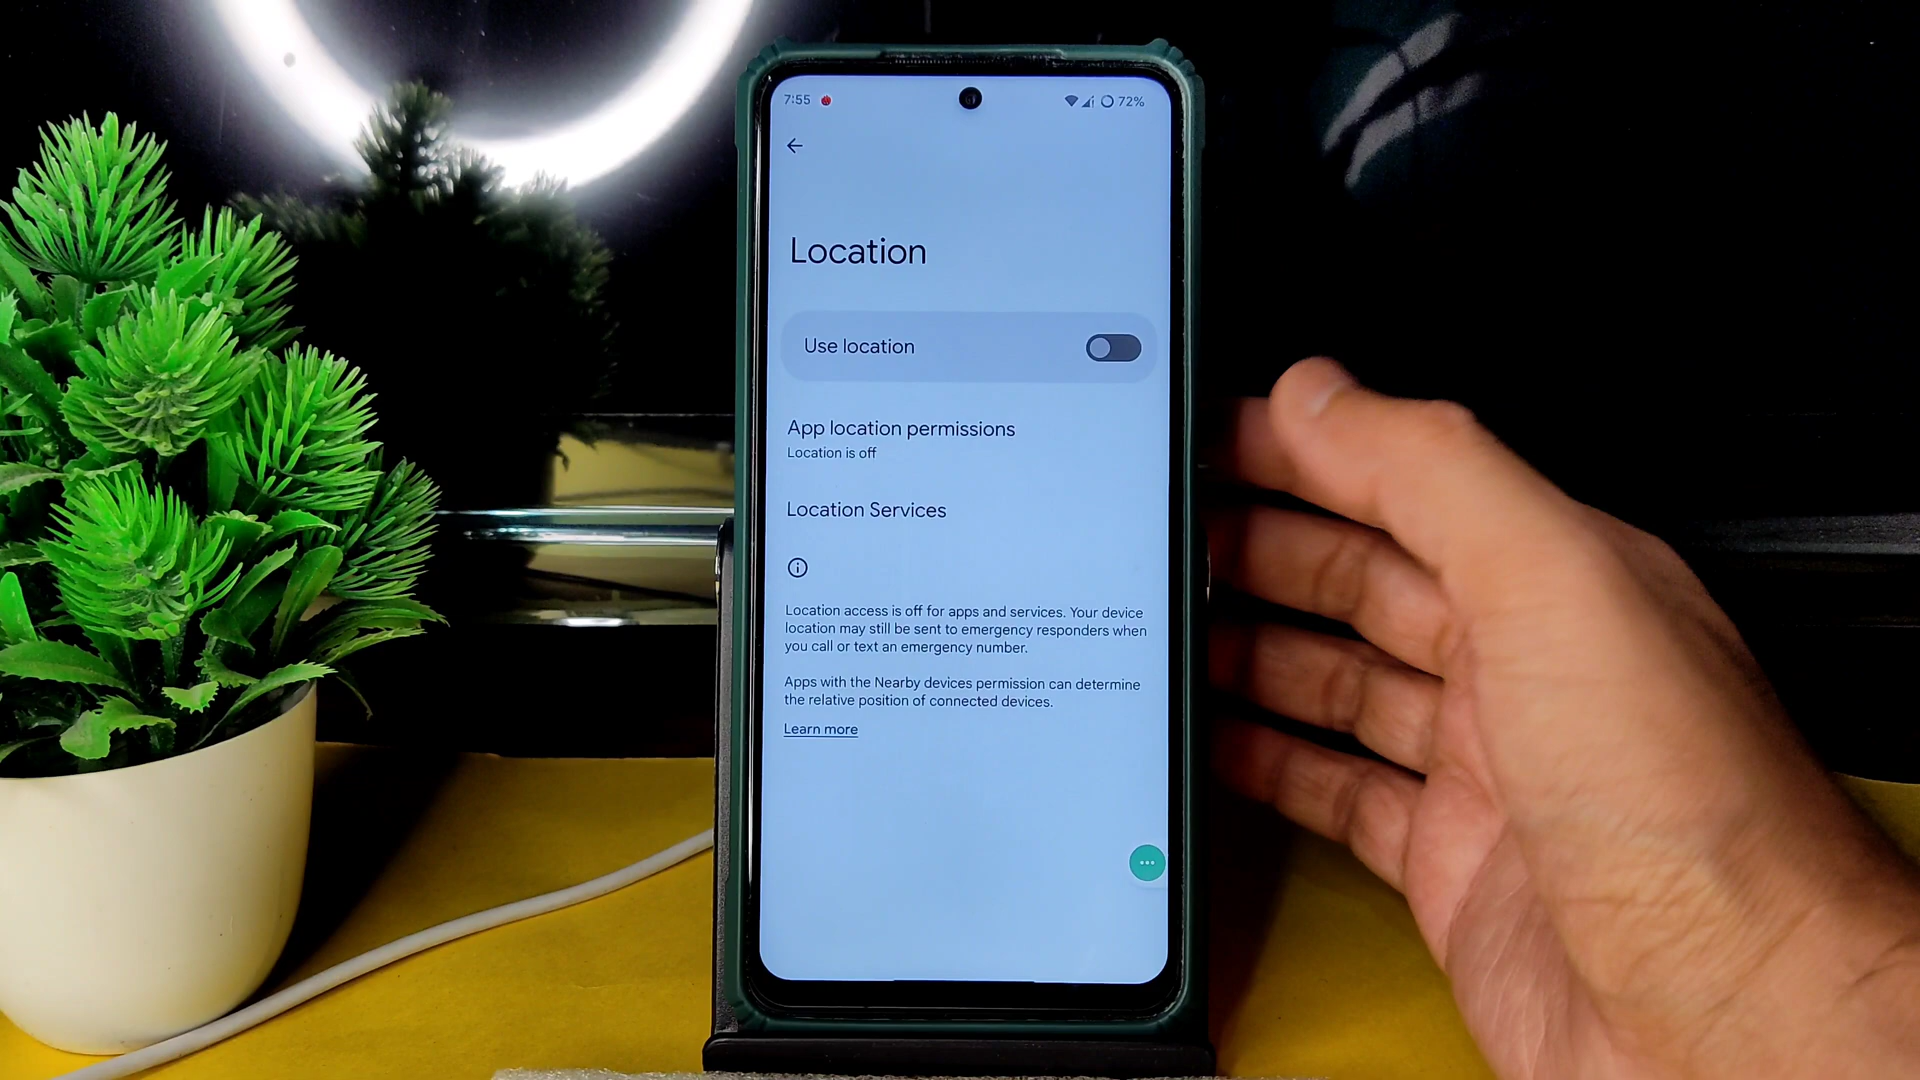 7:55 72%
Location
Use location
App location permissions
Location is off
Location Services
Location access is off for apps and services. Your device
location may still be sent to emergency responders when
you call or text an emergency number.
Apps with the Nearby devices permission can determine
the relative position of connected devices.
Learn more